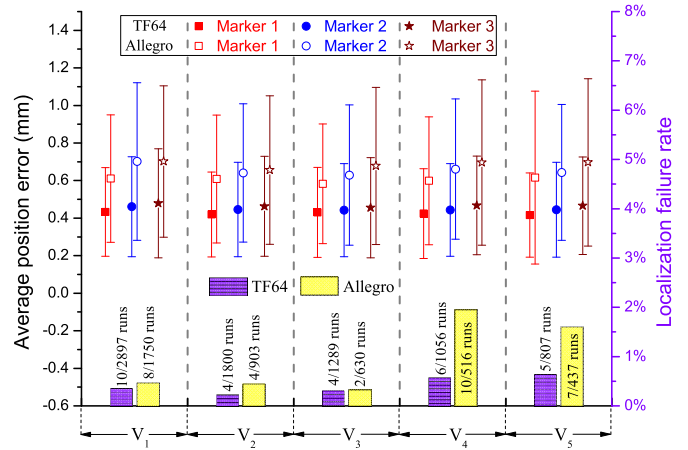 TF64 Marker 1 Marker 2 Marker 3
Allegro Marker 1 Marker 2 Marker 3
Average position error (mm)
1.4
1.2
1.0
0.8
0.6
0.4
0.2
0.0
-0.2
-0.4
-0.6
8%
7%
6%
5%
4%
3%
2%
1%
0%
Localization failure rate
TF64 Allegro
10/2897 runs
8/1750 runs
4/1800 runs
4/903 runs
4/1289 runs
2/630 runs
6/1056 runs
10/516 runs
5/807 runs
7/437 runs
V1 V2 V3 V4 V5